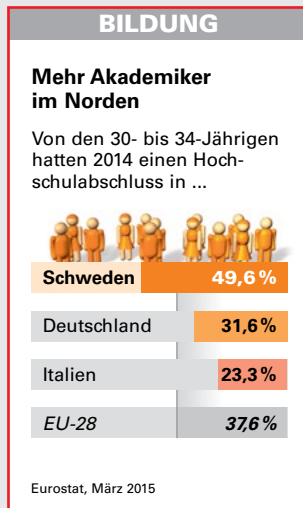 BILDUNG
Mehr Akademiker
im Norden
Von den 30- bis 34-Jährigen
hatten 2014 einen Hoch-
schulabschluss in ...
Schweden 49,6 %
Deutschland 31,6 %
Italien 23,3 %
EU-28 37,6 %
Eurostat, März 2015